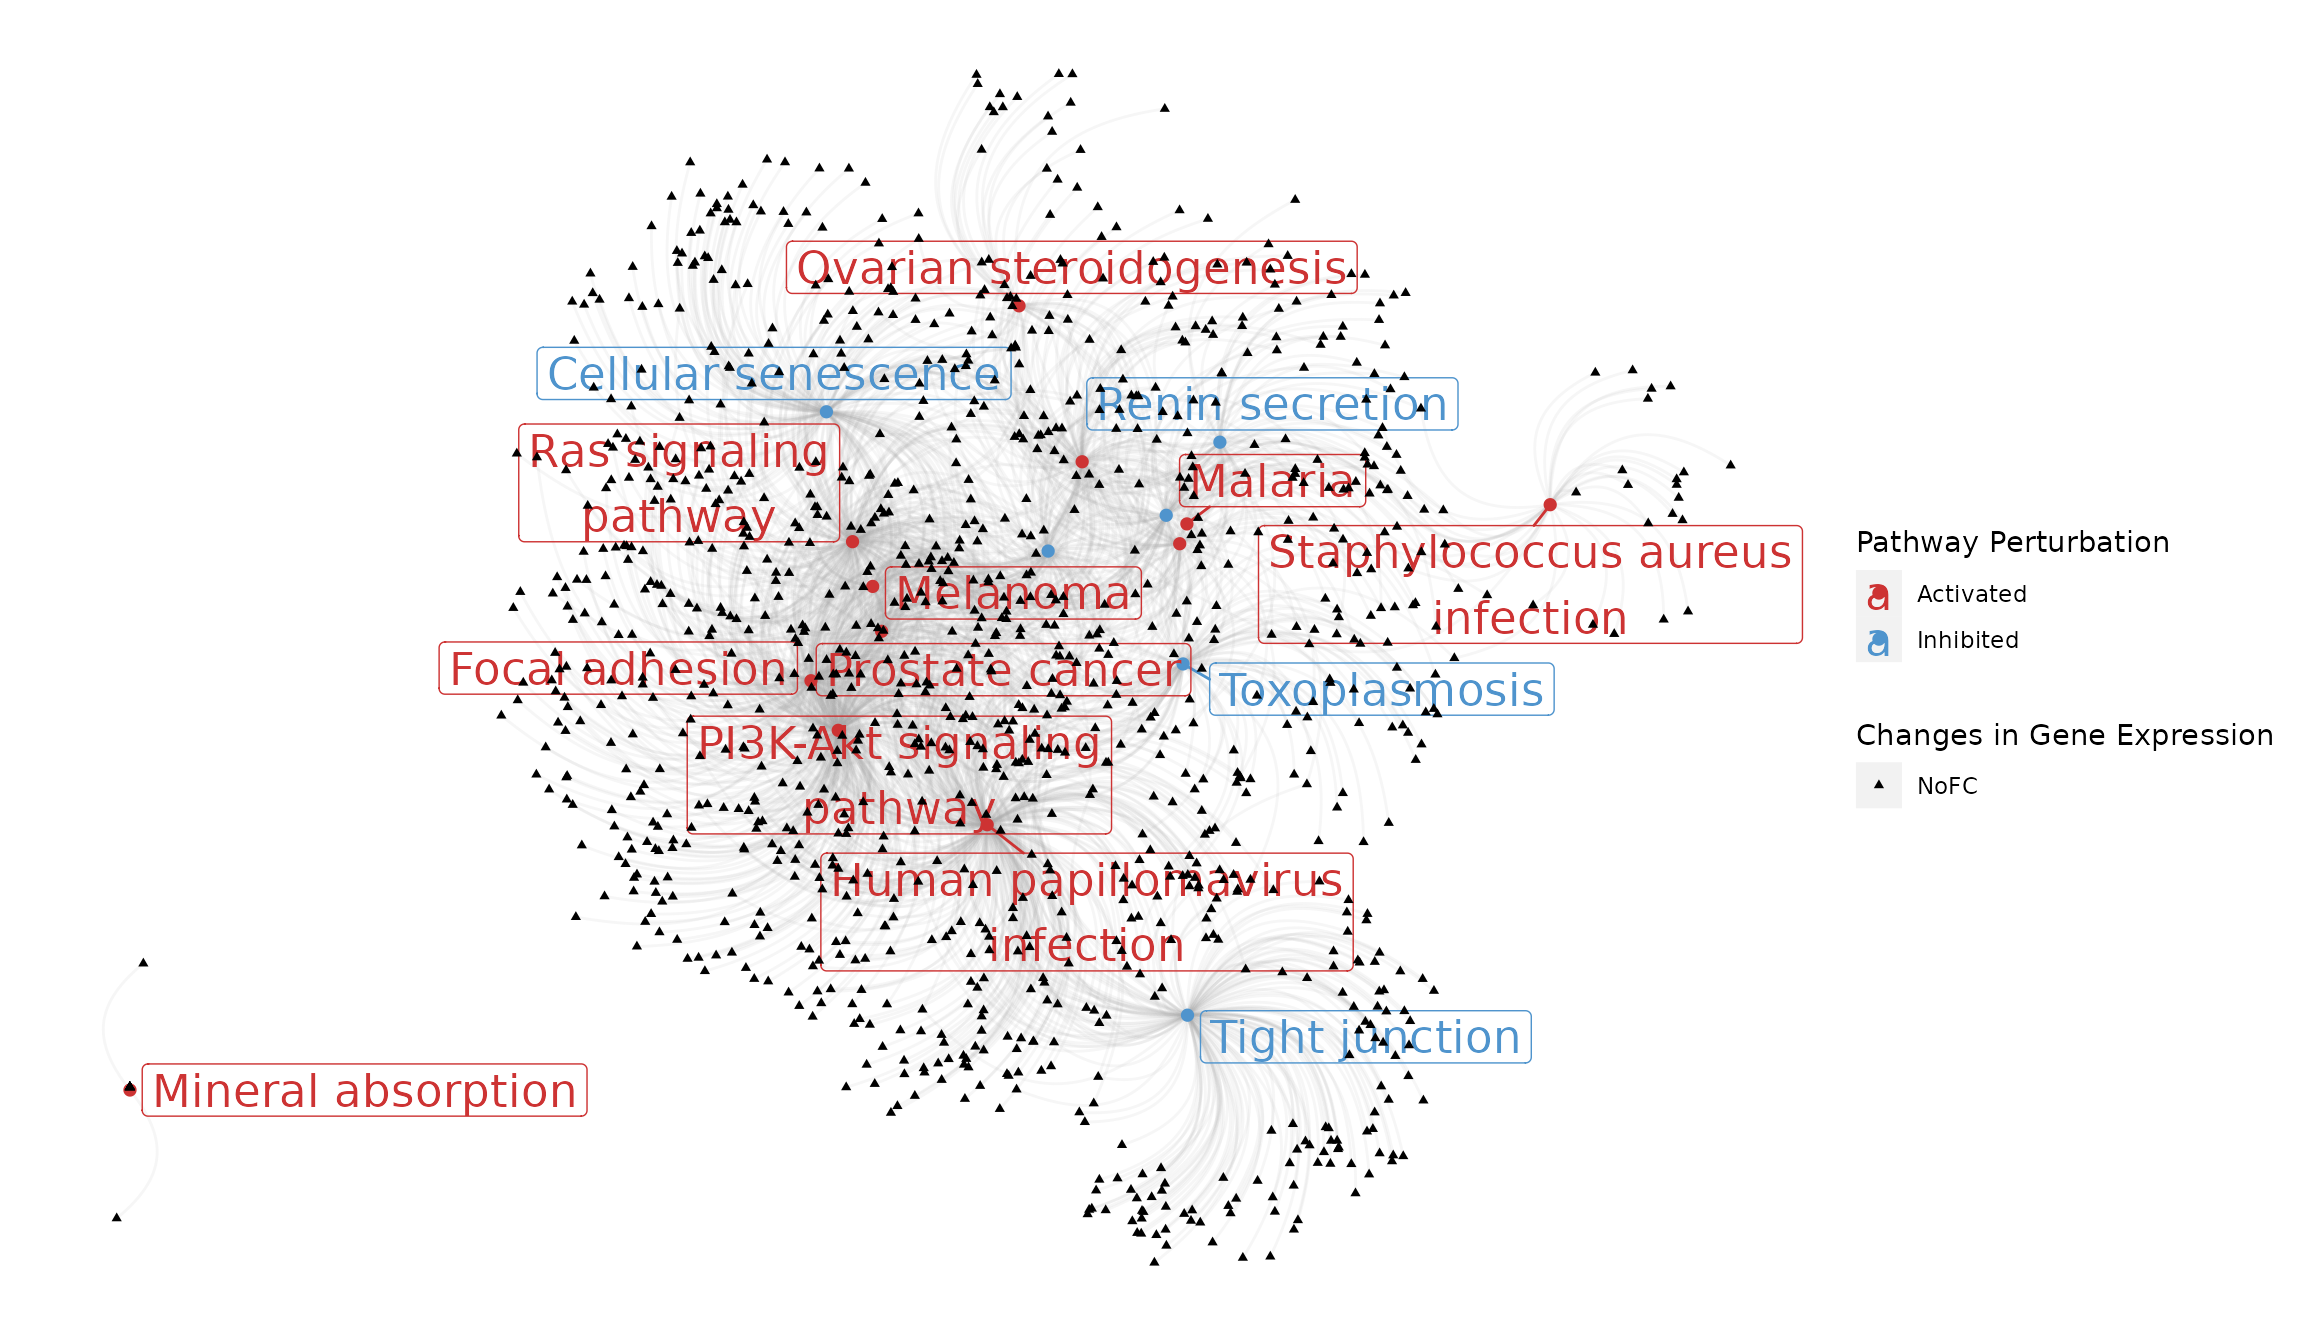 Ovarian steroidogenesis
Cellular senescence
Renin secretion
Ras signaling
pathway
Malaria
Staphylococcus aureus
infection
Melanoma
Focal adhesion
Prostate cancer
Toxoplasmosis
PI3K-Akt signaling
pathway
Human papillomavirus
infection
Tight junction
Mineral absorption
Pathway Perturbation
a Activated
a Inhibited
Changes in Gene Expression
NoFC